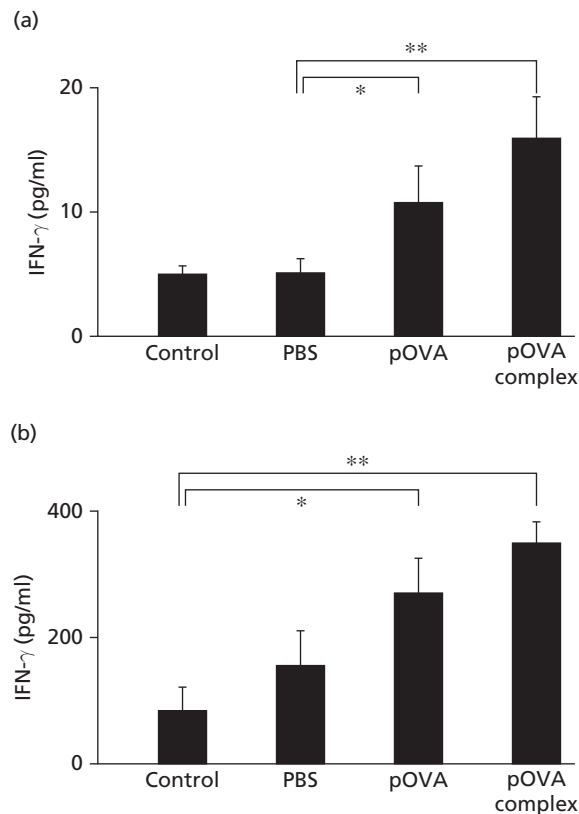 (a)
**
*
20
10
0
IFN-γ (pg/ml)
Control
PBS
pOVA
pOVA
complex
(b)
**
*
400
200
0
IFN-γ (pg/ml)
Control
PBS
pOVA
pOVA
complex